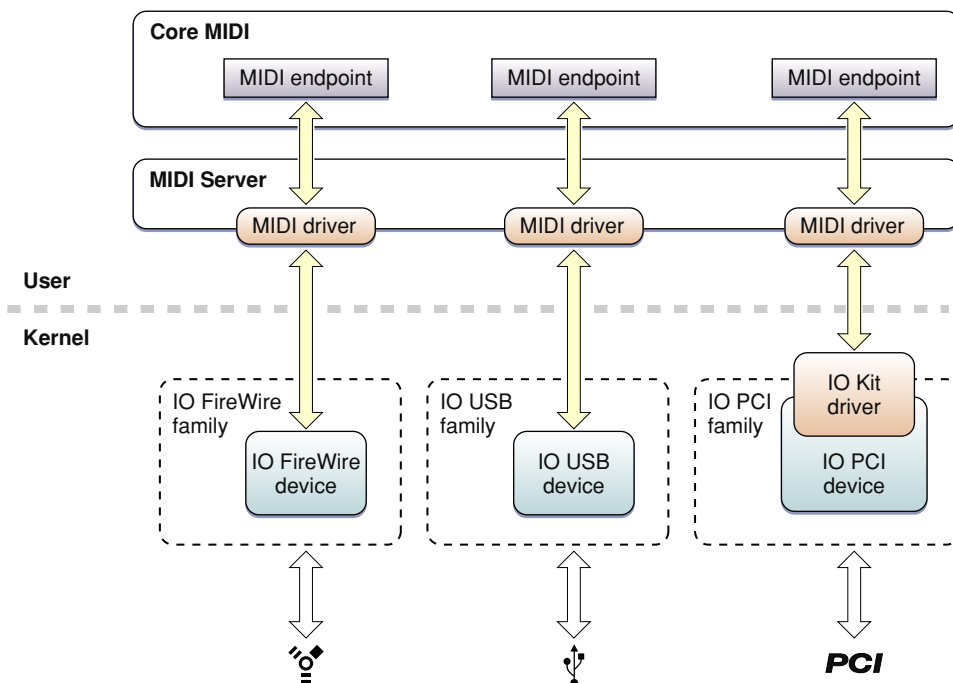 Core MIDI
MIDI endpoint
MIDI endpoint
MIDI endpoint
MIDI Server
MIDI driver
MIDI driver
MIDI driver
User
Kernel
IO FireWire
family
IO FireWire
device
IO USB
family
IO USB
device
IO PCI
family
IO Kit
driver
IO PCI
device
PCI